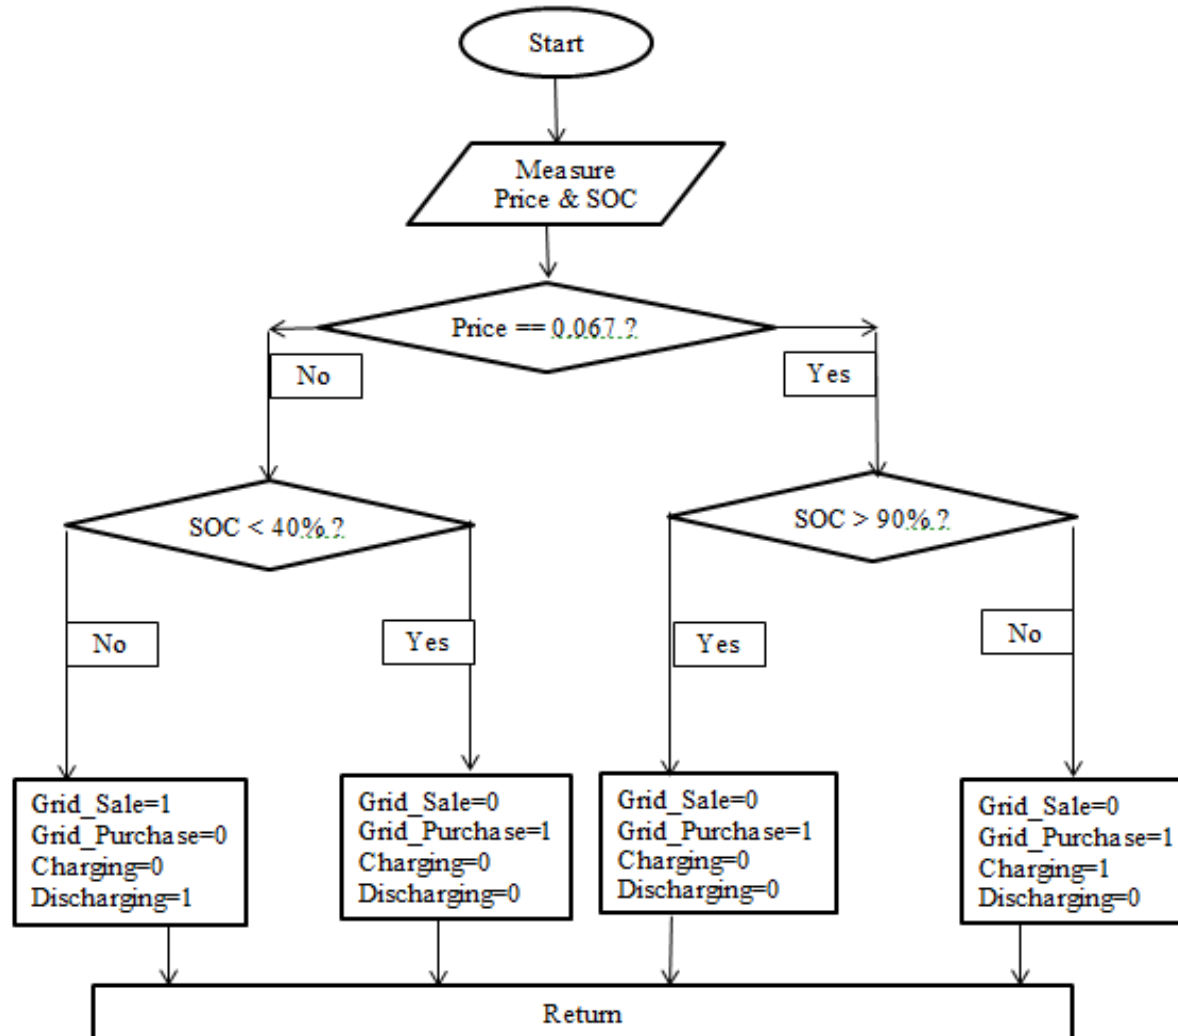 Start
Measure
Price & SOC
Price == 0.067 ?
No
Yes
SOC < 40% ?
SOC > 90% ?
No
Yes
Yes
No
Grid_Sale=1
Grid_Purchase=0
Charging=0
Discharging=1
Grid_Sale=0
Grid_Purchase=1
Charging=0
Discharging=0
Grid_Sale=0
Grid_Purchase=1
Charging=0
Discharging=0
Grid_Sale=0
Grid_Purchase=1
Charging=1
Discharging=0
Return